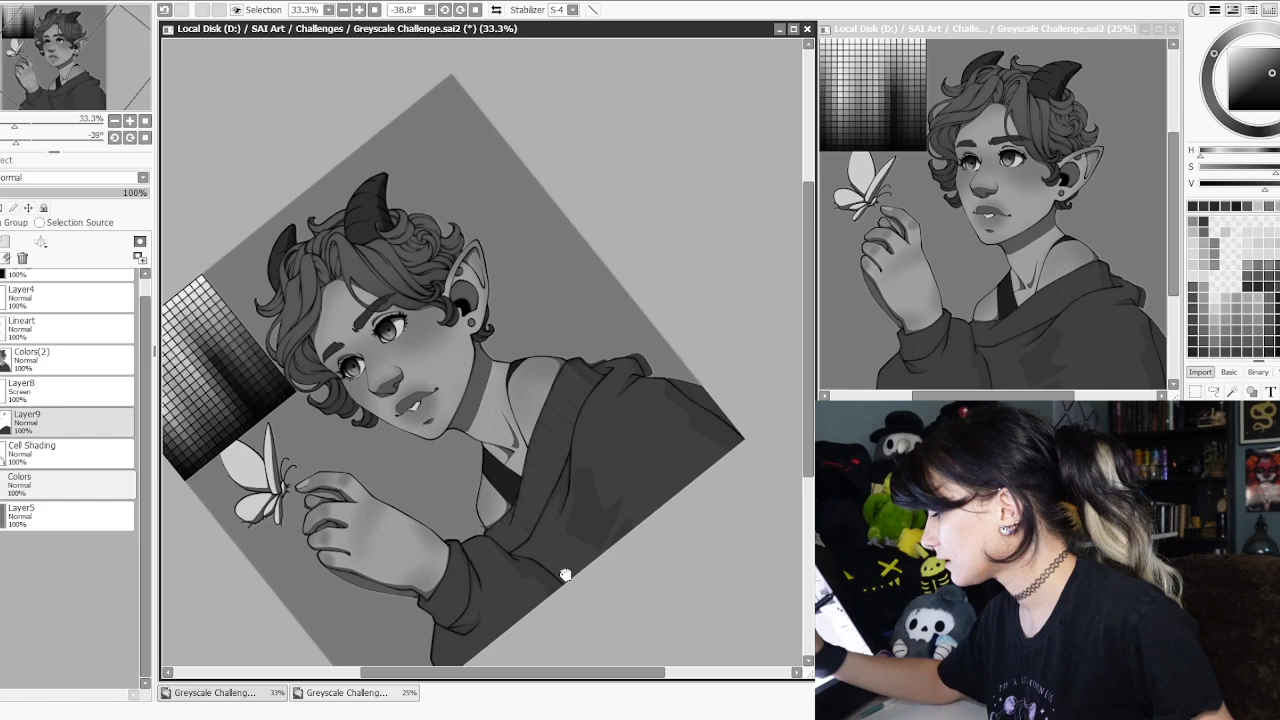 Selection 33.3% -38.8° Stabilizer S-4
Local Disk (D:) / SAI Art / Challenges / Greyscale Challenge.sai2 (*) (33.3%)
Local Disk (D:) / SAI Art / Challe... / Greyscale Challenge.sai2 (25%)
33.3%
-39°
100%
Selection Source
100%
Layer4
Normal
100%
Lineart
Normal
100%
Colors(2)
Normal
100%
Layer8
Screen
100%
Layer9
Normal
100%
Cell Shading
Normal
100%
Colors
Normal
100%
Layer5
Normal
100%
H
S
V
Import Basic Binary
T
Greyscale Challeng... 33%
Greyscale Challeng... 25%